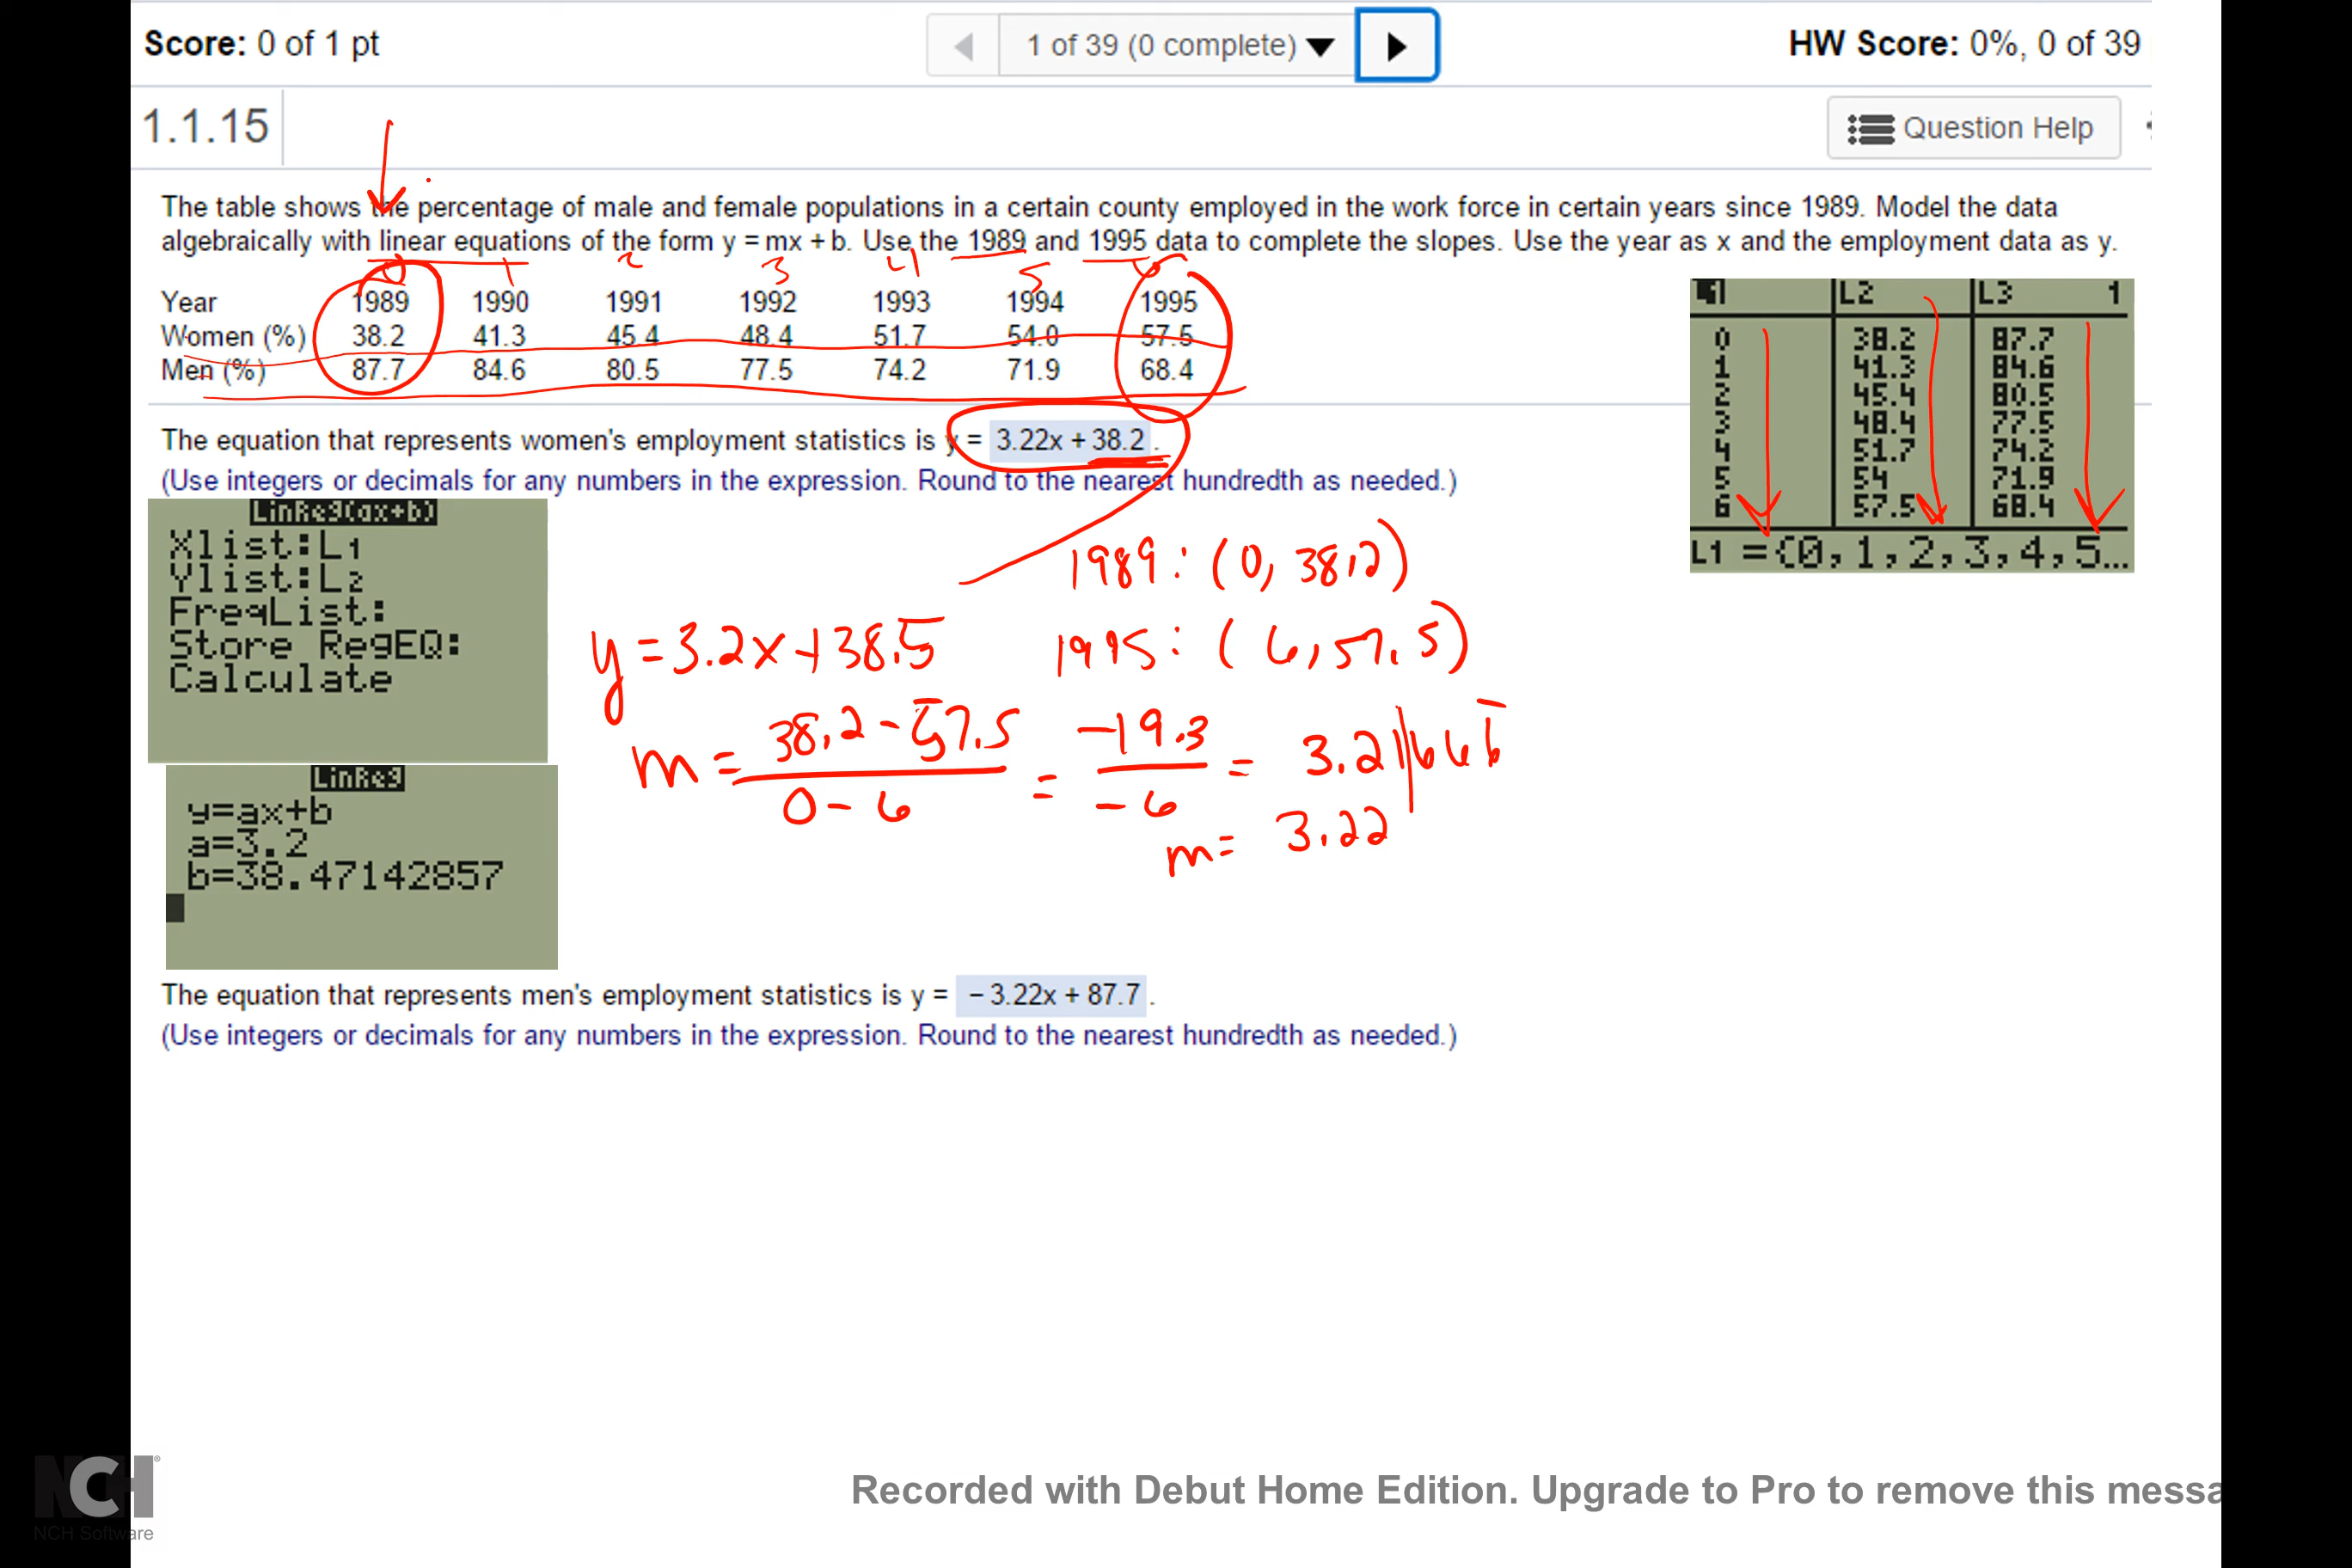 Score: 0 of 1 pt
1 of 39 (0 complete)
HW Score: 0%, 0 of 39
1.1.15
Question Help
The table shows the percentage of male and female populations in a certain county employed in the work force in certain years since 1989. Model the data
algebraically with linear equations of the form y = mx + b. Use the 1989 and 1995 data to complete the slopes. Use the year as x and the employment data as y.
0 1 2 3 4 5 6
Year 1989 1990 1991 1992 1993 1994 1995
Women (%) 38.2 41.3 45.4 48.4 51.7 54.0 57.5
Men (%) 87.7 84.6 80.5 77.5 74.2 71.9 68.4
L1 L2 L3 1
0 38.2 87.7
1 41.3 84.6
2 45.4 80.5
3 48.4 77.5
4 51.7 74.2
5 54 71.9
6 57.5 68.4
L1 ={0,1,2,3,4,5...
The equation that represents women's employment statistics is y = 3.22x + 38.2 .
(Use integers or decimals for any numbers in the expression. Round to the nearest hundredth as needed.)
LinReg(ax+b)
Xlist:L1
Ylist:L2
FreqList:
Store RegEQ:
Calculate
1989: (0, 38.2)
y = 3.2x + 38.5
1995: (6, 57.5)
m = 38.2 - 57.5 / 0 - 6 = -19.3 / -6 = 3.21666
m = 3.22
LinReg
y=ax+b
a=3.2
b=38.47142857
The equation that represents men's employment statistics is y = − 3.22x + 87.7 .
(Use integers or decimals for any numbers in the expression. Round to the nearest hundredth as needed.)
NCH
NCH Software
Recorded with Debut Home Edition. Upgrade to Pro to remove this messa